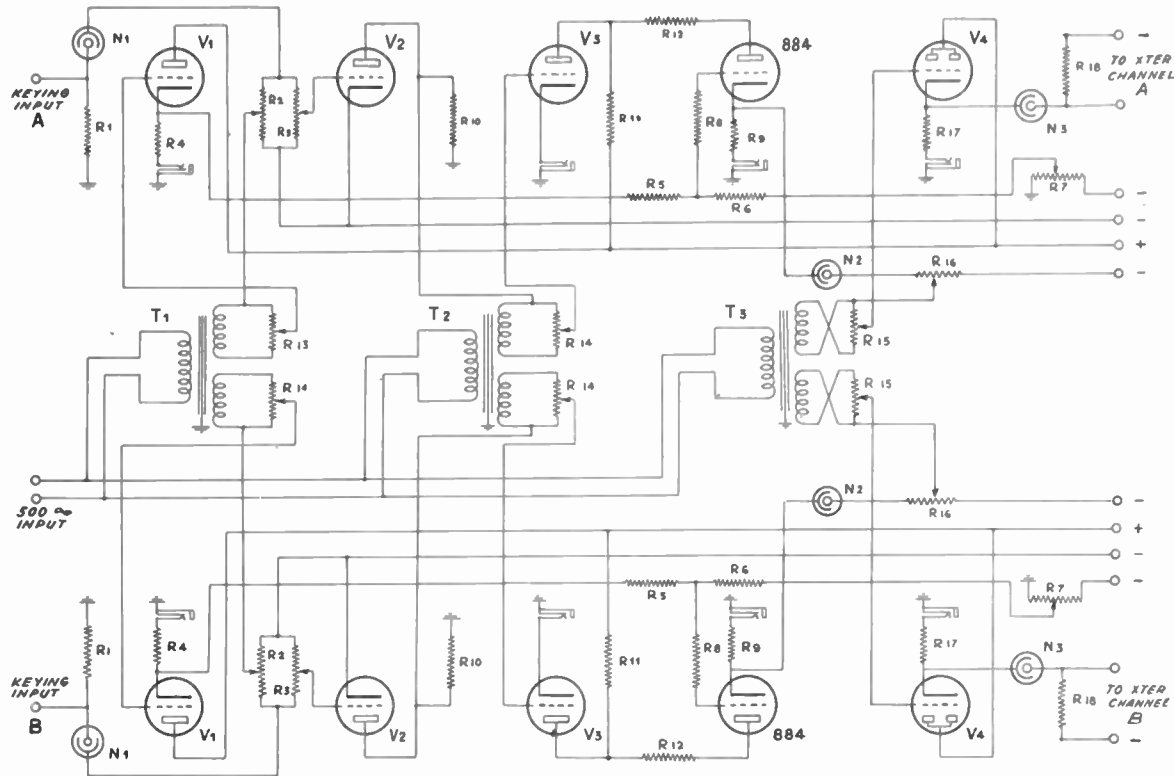 N1
V1
V2
V3
R12
884
V4
−
R18
TO XTER
CHANNEL
A
KEYING
INPUT
A
R1
R4
R2
R3
R10
R11
R8
R9
R17
N3
R5
R6
R7
−
−
+
N2
R16
−
T1
R13
R14
T2
R14
R14
T3
R15
R15
500 ∾
INPUT
N2
R16
−
+
−
R5
R6
R7
−
R1
R4
R2
R3
R10
R11
R8
R9
R17
N3
KEYING
INPUT
B
TO XTER
CHANNEL
B
R18
N1
V1
V2
V3
R12
884
V4
−